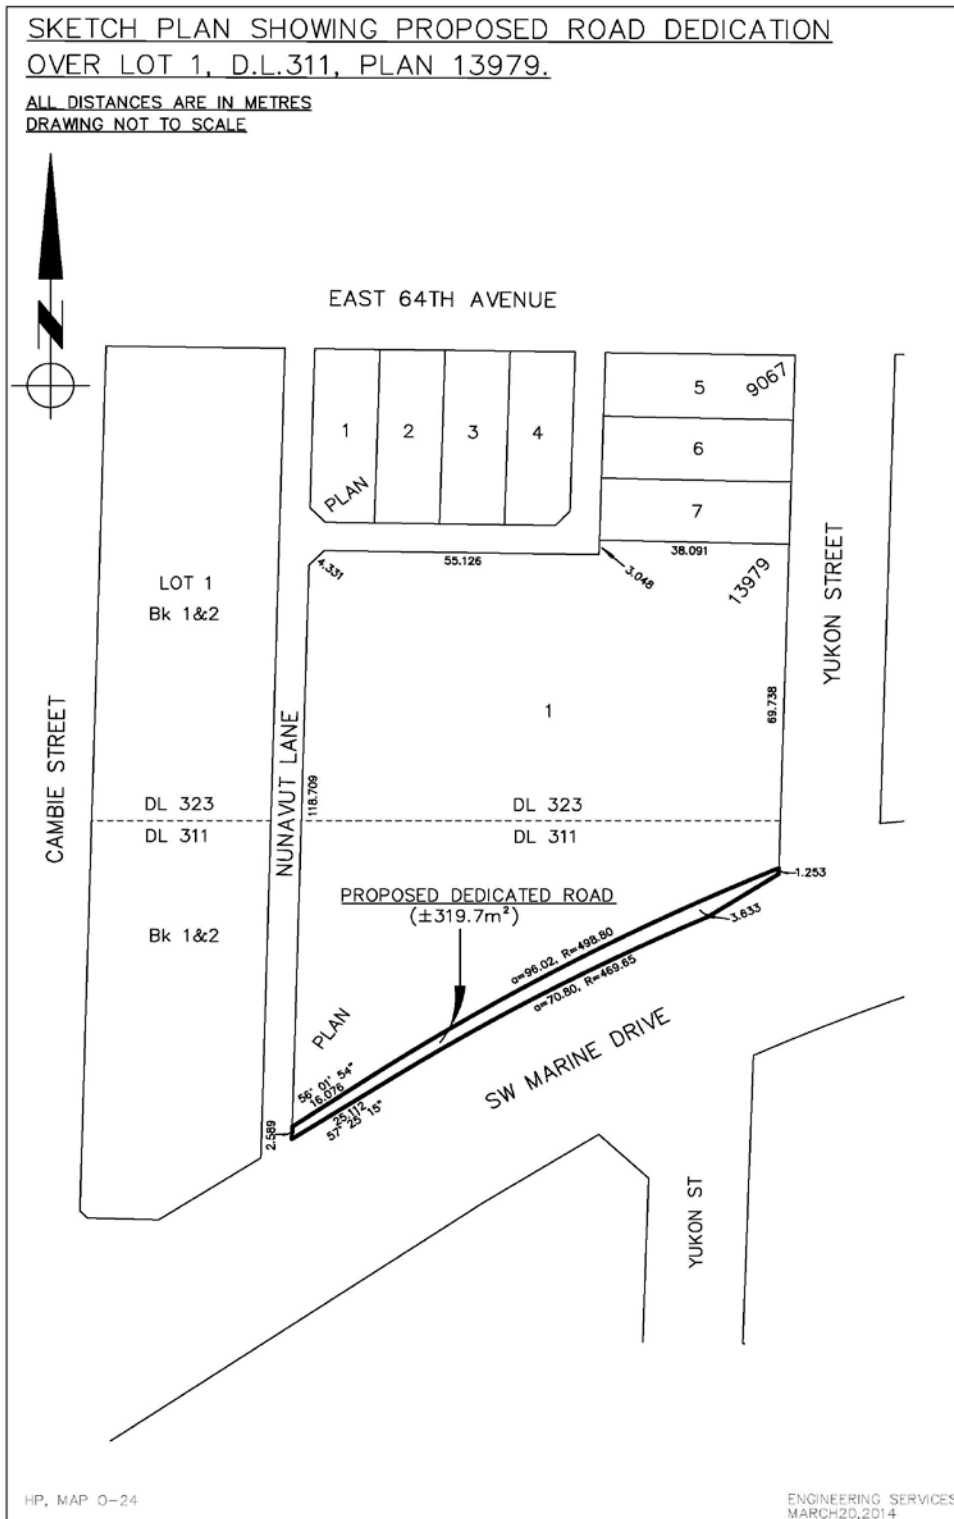 SKETCH PLAN SHOWING PROPOSED ROAD DEDICATION
OVER LOT 1, D.L.311, PLAN 13979.
ALL DISTANCES ARE IN METRES
DRAWING NOT TO SCALE
N
EAST 64TH AVENUE
1
2
3
4
PLAN
5
9067
6
7
38.091
3.048
13979
55.126
4.331
LOT 1
Bk 1&2
YUKON STREET
CAMBIE STREET
NUNAVUT LANE
118.709
1
69.738
DL 323
DL 311
DL 323
DL 311
1.253
PROPOSED DEDICATED ROAD
(±319.7m²)
3.633
Bk 1&2
a=96.02, R=498.80
a=70.80, R=469.65
PLAN
SW MARINE DRIVE
56° 01' 54"
16.076
25.112
57° 25' 15"
2.589
YUKON ST
HP, MAP O-24
ENGINEERING SERVICES
MARCH20,2014